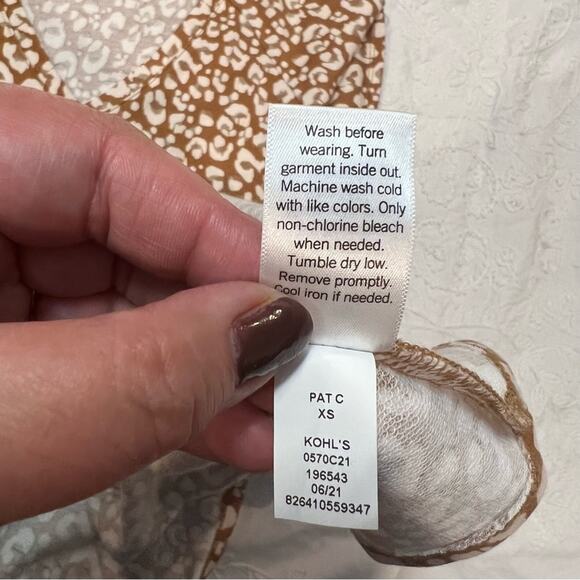 Wash before
wearing. Turn
garment inside out.
Machine wash cold
with like colors. Only
non-chlorine bleach
when needed.
Tumble dry low.
Remove promptly.
Cool iron if needed.
PAT C
XS
KOHL'S
0570C21
196543
06/21
826410559347